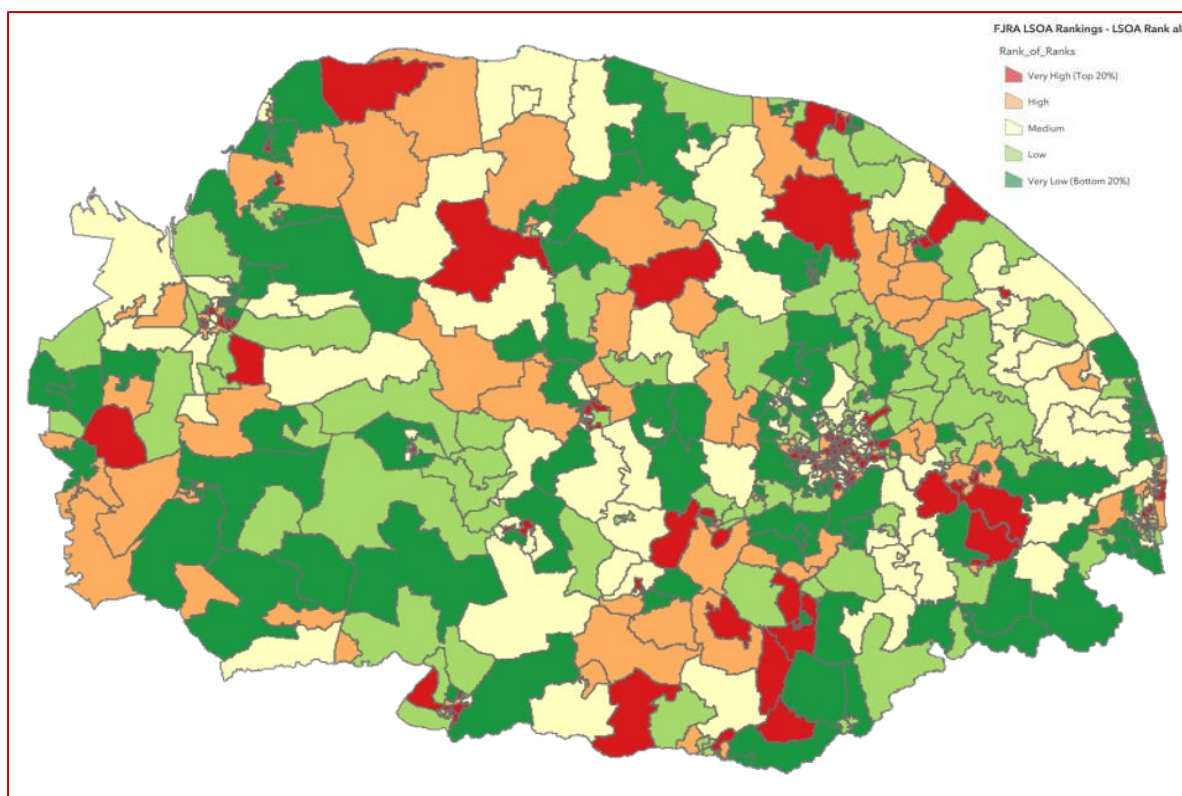 FJRA LSOA Rankings - LSOA Rank al
Rank_of_Ranks
Very High (Top 20%)
High
Medium
Low
Very Low (Bottom 20%)